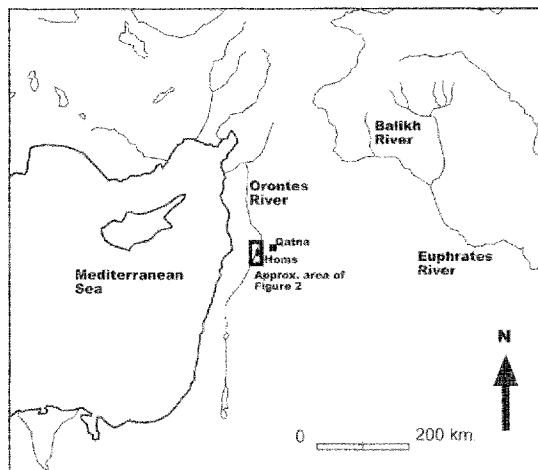 Balikh
River
Orontes
River
Qatna
Homs
Approx. area of
Figure 2
Mediterranean
Sea
Euphrates
River
N
0
200 km.